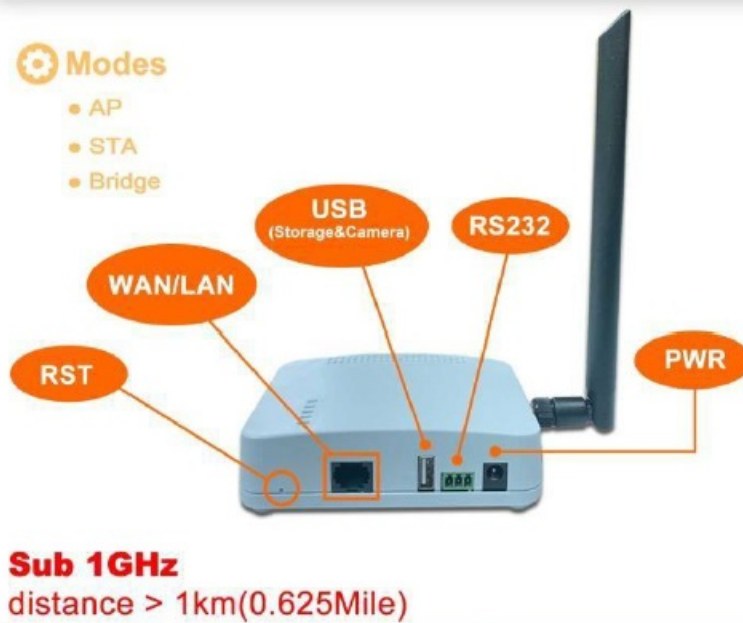 Modes
• AP
• STA
• Bridge
USB
(Storage&Camera)
RS232
WAN/LAN
RST
PWR
Sub 1GHz
distance > 1km(0.625Mile)